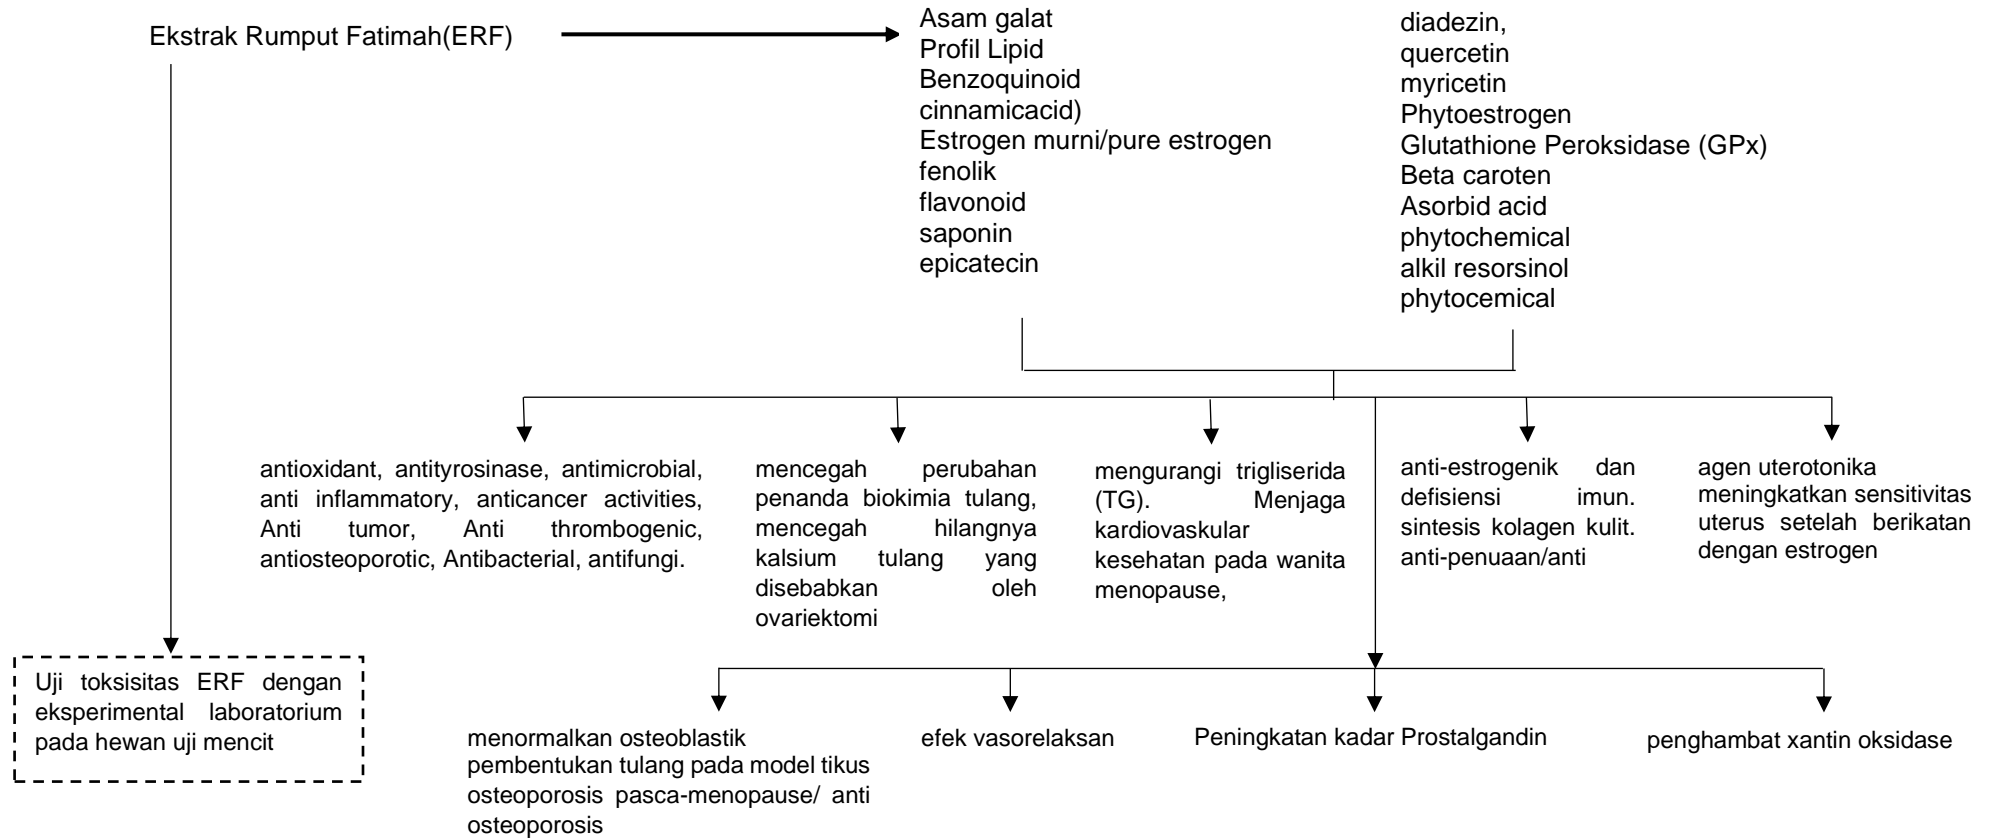 Ekstrak Rumput Fatimah(ERF)
Asam galat
Profil Lipid
Benzoquinoid
cinnamicacid)
Estrogen murni/pure estrogen
fenolik
flavonoid
saponin
epicatecin
diadezin,
quercetin
myricetin
Phytoestrogen
Glutathione Peroksidase (GPx)
Beta caroten
Asorbid acid
phytochemical
alkil resorsinol
phytocemical
antioxidant, antityrosinase, antimicrobial,
anti inflammatory, anticancer activities,
Anti tumor, Anti thrombogenic,
antiosteoporotic, Antibacterial, antifungi.
mencegah perubahan
penanda biokimia tulang,
mencegah hilangnya
kalsium tulang yang
disebabkan oleh
ovariektomi
mengurangi trigliserida
(TG). Menjaga
kardiovaskular
kesehatan pada wanita
menopause,
anti-estrogenik dan
defisiensi imun.
sintesis kolagen kulit.
anti-penuaan/anti
agen uterotonika
meningkatkan sensitivitas
uterus setelah berikatan
dengan estrogen
Uji toksisitas ERF dengan
eksperimental laboratorium
pada hewan uji mencit
menormalkan osteoblastik
pembentukan tulang pada model tikus
osteoporosis pasca-menopause/ anti
osteoporosis
efek vasorelaksan
Peningkatan kadar Prostalgandin
penghambat xantin oksidase